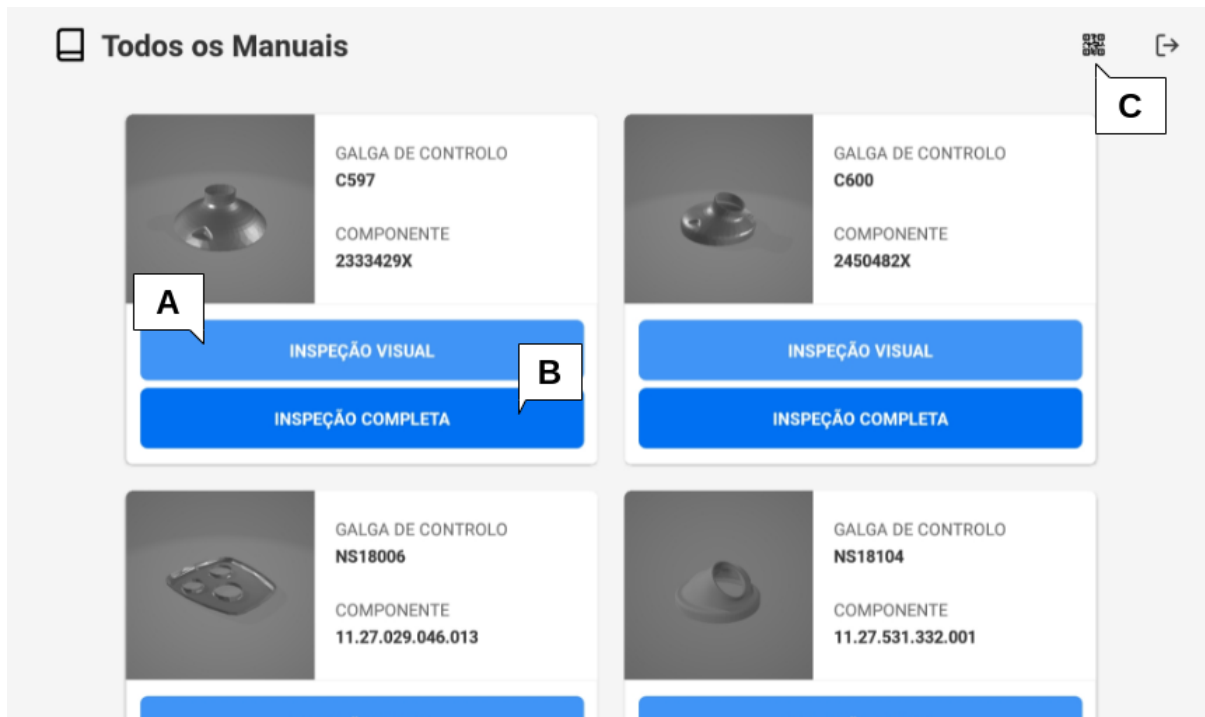 Todos os Manuais
C
GALGA DE CONTROLO
C597
COMPONENTE
2333429X
A
INSPEÇÃO VISUAL
B
INSPEÇÃO COMPLETA
GALGA DE CONTROLO
C600
COMPONENTE
2450482X
INSPEÇÃO VISUAL
INSPEÇÃO COMPLETA
GALGA DE CONTROLO
NS18006
COMPONENTE
11.27.029.046.013
GALGA DE CONTROLO
NS18104
COMPONENTE
11.27.531.332.001